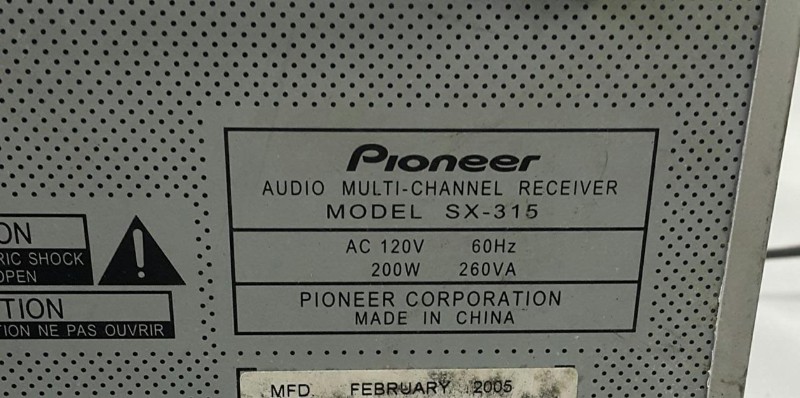 Pioneer
AUDIO MULTI-CHANNEL RECEIVER
MODEL SX-315
AC 120V 60Hz
200W 260VA
PIONEER CORPORATION
MADE IN CHINA
ON
RIC SHOCK
OPEN
TION
TION NE PAS OUVRIR
MFD. FEBRUARY 2005